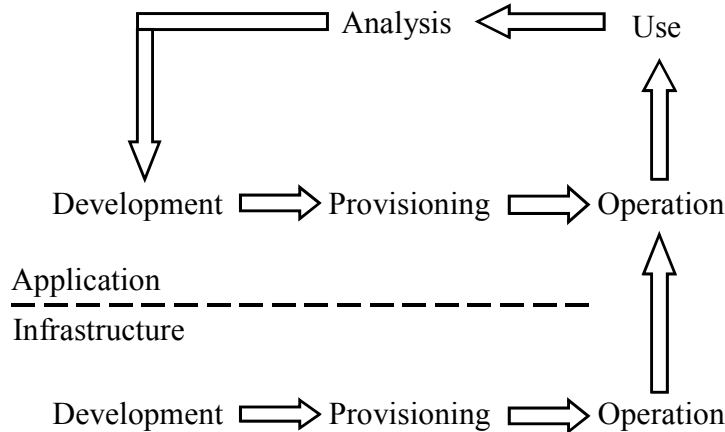 Analysis Use
Development Provisioning Operation
Application
Infrastructure
Development Provisioning Operation